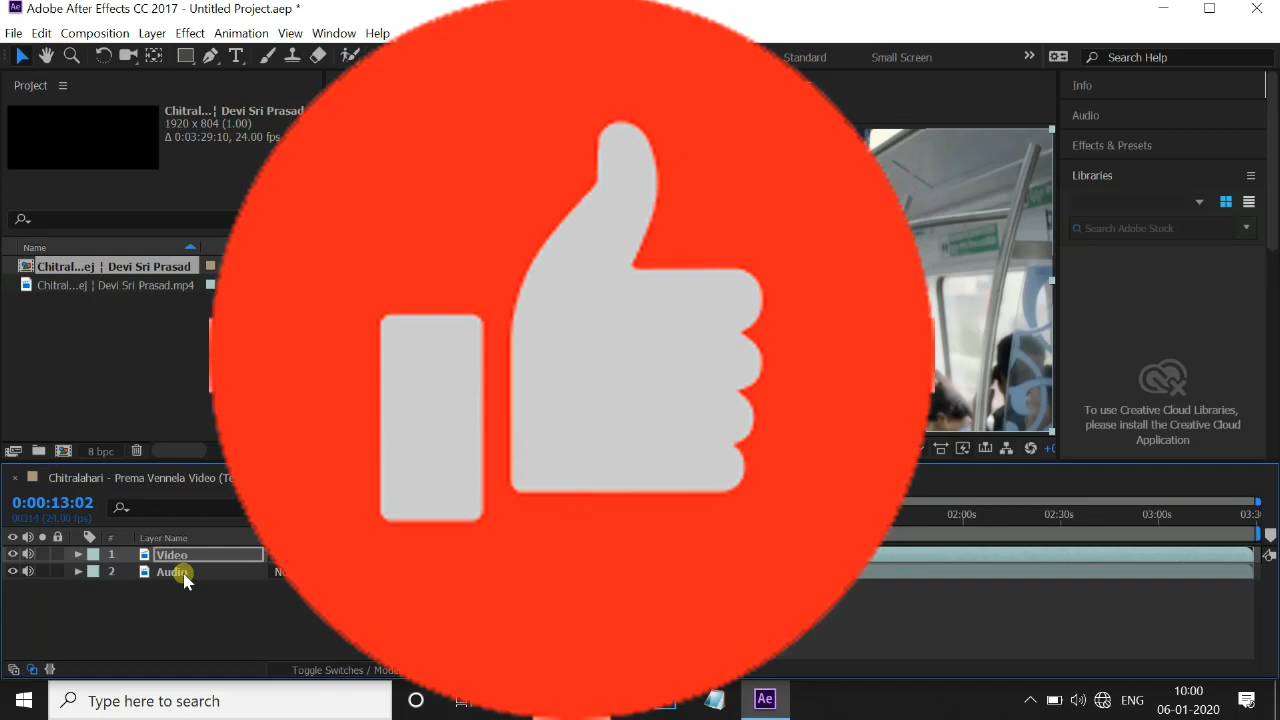 Ae Adobe After Effects CC 2017 - Untitled Project.aep *
File Edit Composition Layer Effect Animation View Window Help
T Standard Small Screen Search Help
Project
Chitral...¦ Devi Sri Prasad
1920 x 804 (1.00)
Δ 0:03:29:10, 24.00 fps
Name
Chitral...ej ¦ Devi Sri Prasad
Chitral...ej ¦ Devi Sri Prasad.mp4
8 bpc
Info
Audio
Effects & Presets
Libraries
Search Adobe Stock
To use Creative Cloud Libraries,
please install the Creative Cloud
Application
× Chitralahari - Prema Vennela Video
0:00:13:02
00314 (24.00 fps)
02:00s 02:30s 03:00s
# Layer Name
1 Video
2 Audio
Toggle Switches
Type here to search
Ae
ENG
10:00
06-01-2020